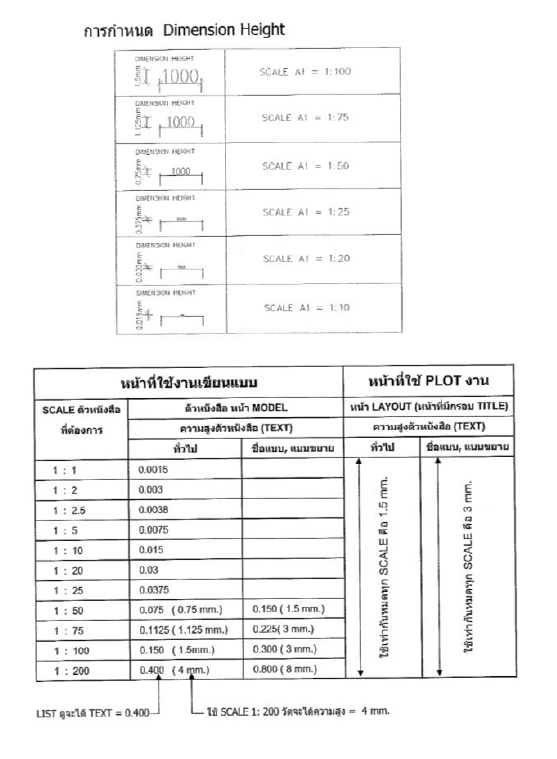 การกำหนด Dimension Height
DIMENSION HEIGHT
1.5mm
1000
SCALE A1 = 1:100
DIMENSION HEIGHT
1.125mm
1000
SCALE A1 = 1:75
DIMENSION HEIGHT
0.75mm
1000
SCALE A1 = 1:50
DIMENSION HEIGHT
0.375mm
SCALE A1 = 1:25
DIMENSION HEIGHT
0.030mm
SCALE A1 = 1:20
DIMENSION HEIGHT
0.015mm
SCALE A1 = 1:10
หน้าที่ใช้งานเขียนแบบ
หน้าที่ใช้ PLOT งาน
SCALE ตัวหนังสือ
ที่ต้องการ
ตัวหนังสือ หน้า MODEL
หน้า LAYOUT (หน้าที่มีกรอบ TITLE)
ความสูงตัวหนังสือ (TEXT)
ความสูงตัวหนังสือ (TEXT)
ทั่วไป
ชื่อแบบ, แบบขยาย
ทั่วไป
ชื่อแบบ, แบบขยาย
1 : 1 0.0015
1 : 2 0.003
1 : 2.5 0.0038
1 : 5 0.0075
1 : 10 0.015
1 : 20 0.03
1 : 25 0.0375
1 : 50 0.075 ( 0.75 mm.) 0.150 ( 1.5 mm.)
1 : 75 0.1125 ( 1.125 mm.) 0.225( 3 mm.)
1 : 100 0.150 ( 1.5mm.) 0.300 ( 3 mm.)
1 : 200 0.400 ( 4 mm.) 0.800 ( 8 mm.)
ใช้เท่ากันหมดทุก SCALE คือ 1.5 mm.
ใช้เท่ากันหมดทุก SCALE คือ 3 mm.
LIST ดูจะได้ TEXT = 0.400
ใช้ SCALE 1: 200 วัดจะได้ความสูง = 4 mm.